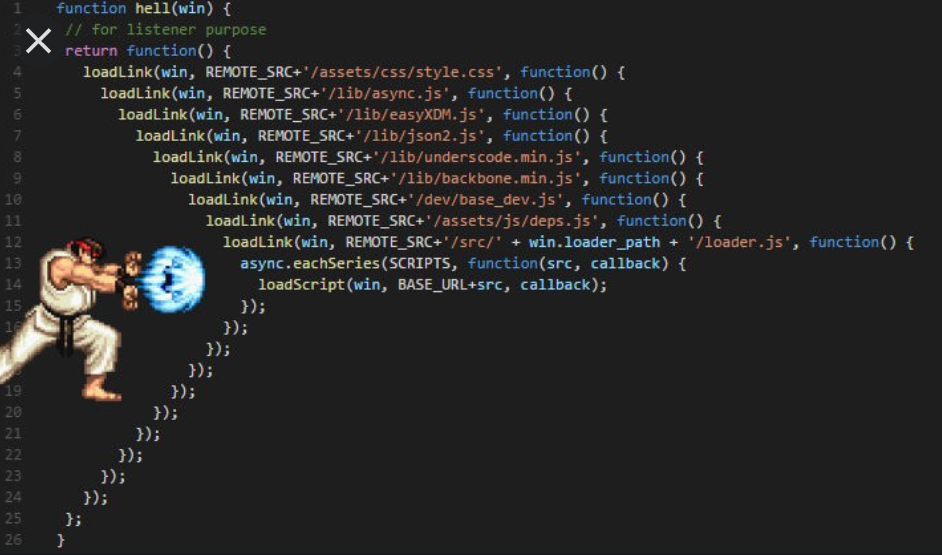 1 function hell(win) {
2 // for listener purpose
3 return function() {
4 loadLink(win, REMOTE_SRC+'/assets/css/style.css', function() {
5 loadLink(win, REMOTE_SRC+'/lib/async.js', function() {
6 loadLink(win, REMOTE_SRC+'/lib/easyXDM.js', function() {
7 loadLink(win, REMOTE_SRC+'/lib/json2.js', function() {
8 loadLink(win, REMOTE_SRC+'/lib/underscode.min.js', function() {
9 loadLink(win, REMOTE_SRC+'/lib/backbone.min.js', function() {
10 loadLink(win, REMOTE_SRC+'/dev/base_dev.js', function() {
11 loadLink(win, REMOTE_SRC+'/assets/js/deps.js', function() {
12 loadLink(win, REMOTE_SRC+'/src/' + win.loader_path + '/loader.js', function() {
13 async.eachSeries(SCRIPTS, function(src, callback) {
14 loadScript(win, BASE_URL+src, callback);
15 });
16 });
});
});
19 });
20 });
21 });
22 });
23 });
24 });
25 };
26 }